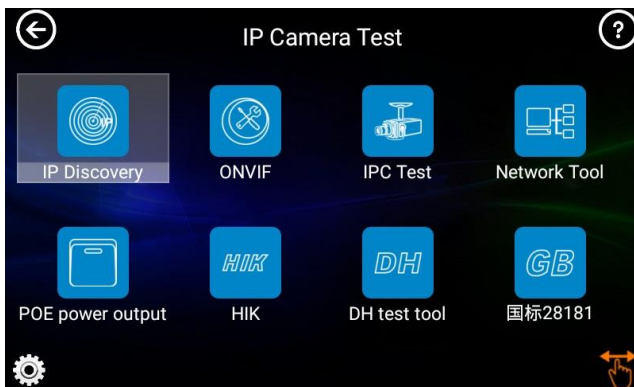 IP Camera Test
?
IP
IP Discovery
ONVIF
IPC Test
Network Tool
HIK
DH
GB
POE power output
HIK
DH test tool
国标28181